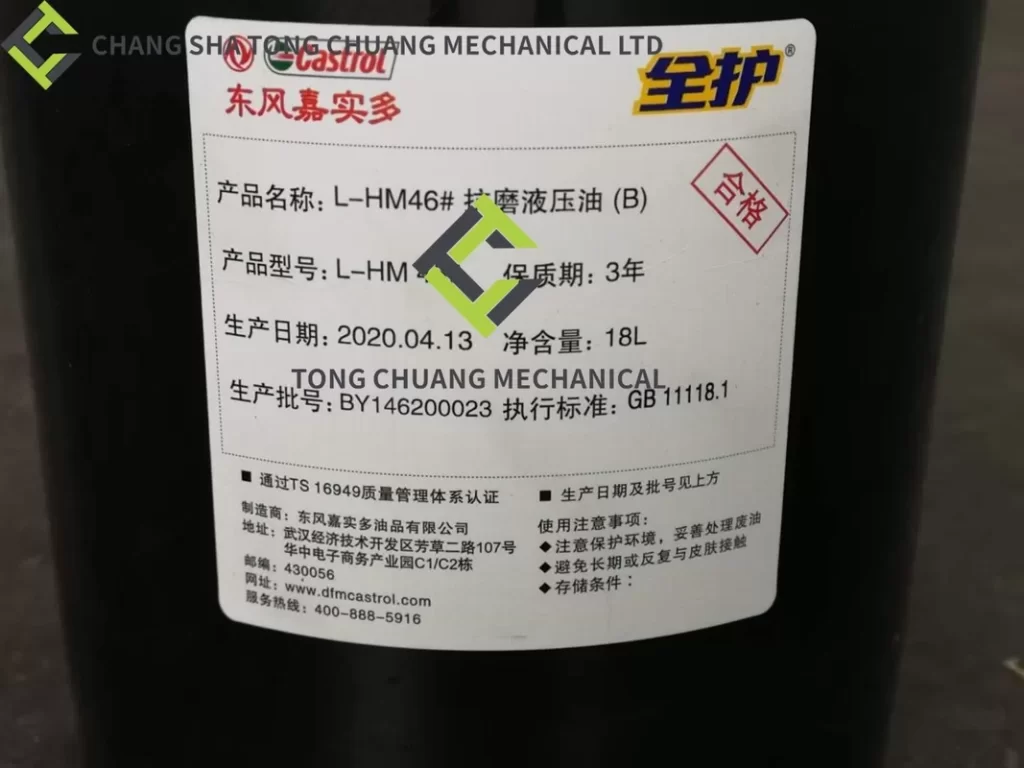 CHANG SHA TONG CHUANG MECHANICAL LTD
Castrol
东风嘉实多
全护®
合格
产品名称: L-HM46# 磨液压油 (B)
产品型号: L-HM 保质期: 3年
生产日期: 2020.04.13 净含量: 18L
TONG CHUANG MECHANICAL
生产批号: BY146200023 执行标准: GB 11118.1
■ 通过TS 16949质量管理体系认证
制造商: 东风嘉实多油品有限公司
地址: 武汉经济技术开发区芳草二路107号
华中电子商务产业园C1/C2栋
邮编: 430056
网址: www.dfmcastrol.com
服务热线: 400-888-5916
■ 生产日期及批号见上方
使用注意事项:
◆注意保护环境，妥善处理废油
◆避免长期或反复与皮肤接触
◆存储条件: